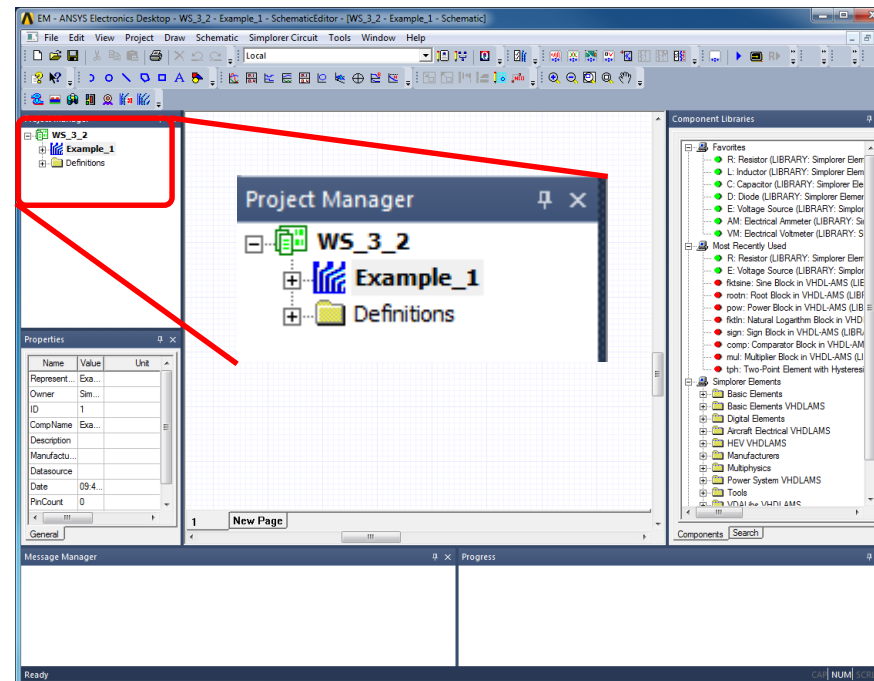 EM - ANSYS Electronics Desktop - WS_3_2 - Example_1 - SchematicEditor - [WS_3_2 - Example_1 - Schematic]
File Edit View Project Draw Schematic Simplorer Circuit Tools Window Help
Local
WS_3_2
Example_1
Definitions
Project Manager
WS_3_2
Example_1
Definitions
Properties
Name Value Unit
Represent... Exa...
Owner Sim...
ID 1
CompName Exa...
Description
Manufactu...
Datasource
Date 09:4...
PinCount 0
General
1 New Page
Component Libraries
Favorites
R: Resistor (LIBRARY: Simplorer Elem
L: Inductor (LIBRARY: Simplorer Elem
C: Capacitor (LIBRARY: Simplorer Ele
D: Diode (LIBRARY: Simplorer Elemer
E: Voltage Source (LIBRARY: Simplor
AM: Electrical Ammeter (LIBRARY: Si
VM: Electrical Voltmeter (LIBRARY: S
Most Recently Used
R: Resistor (LIBRARY: Simplorer Elem
E: Voltage Source (LIBRARY: Simplor
fktsine: Sine Block in VHDL-AMS (LIE
rootn: Root Block in VHDL-AMS (LIBF
pow: Power Block in VHDL-AMS (LIB
fktln: Natural Logarithm Block in VHD
sign: Sign Block in VHDL-AMS (LIBR
comp: Comparator Block in VHDL-AM
mul: Multiplier Block in VHDL-AMS (LI
tph: Two-Point Element with Hysteresi
Simplorer Elements
Basic Elements
Basic Elements VHDLAMS
Digital Elements
Aircraft Electrical VHDLAMS
HEV VHDLAMS
Manufacturers
Multiphysics
Power System VHDLAMS
Tools
VDALibs VHDLAMS
Components Search
Message Manager
Progress
Ready
CAP NUM SCRL